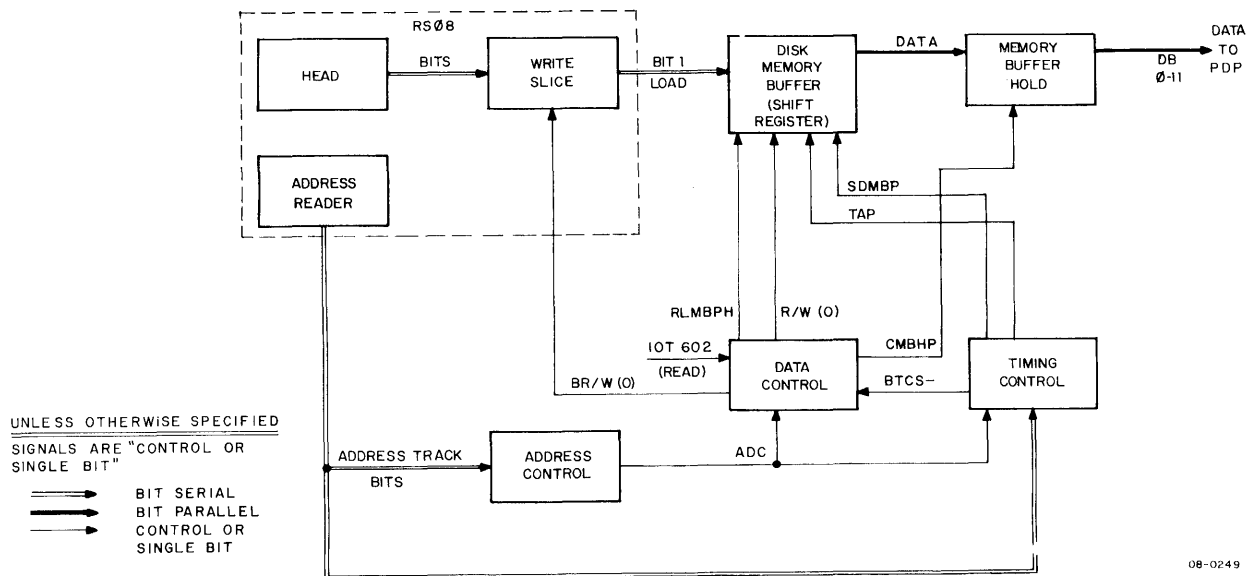 RSØ8
HEAD
BITS
WRITE
SLICE
BIT 1
LOAD
DISK
MEMORY
BUFFER
(SHIFT
REGISTER)
DATA
MEMORY
BUFFER
HOLD
DB
Ø-11
DATA
TO
PDP
ADDRESS
READER
SDMBP
TAP
RLMBPH
R/W (0)
CMBHP
IOT 602
(READ)
BR/W (0)
DATA
CONTROL
BTCS-
TIMING
CONTROL
ADDRESS TRACK
BITS
ADDRESS
CONTROL
ADC
UNLESS OTHERWISE SPECIFIED
SIGNALS ARE "CONTROL OR
SINGLE BIT"
BIT SERIAL
BIT PARALLEL
CONTROL OR
SINGLE BIT
08-0249